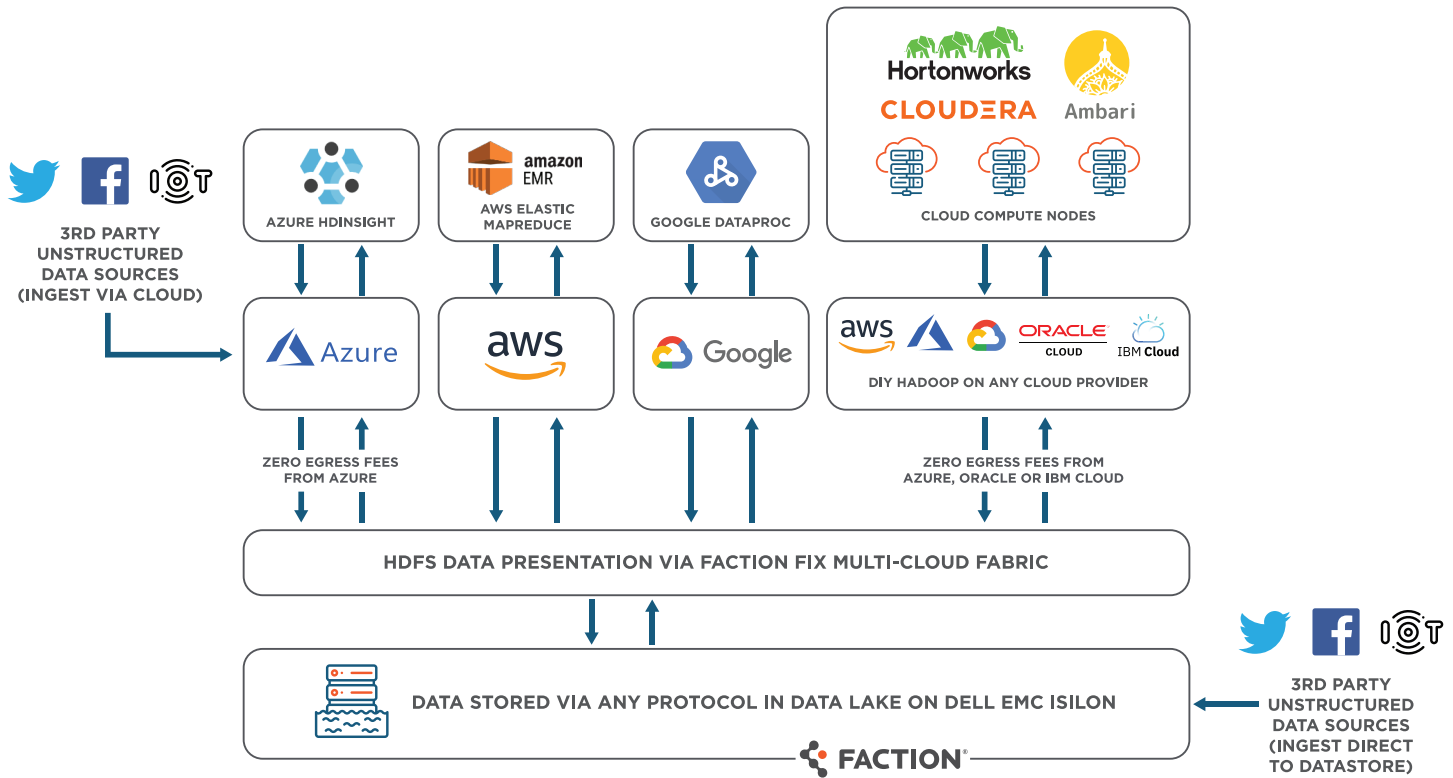 Hortonworks
CLOUDERA
Ambari
CLOUD COMPUTE NODES
AZURE HDINSIGHT
amazon
EMR
AWS ELASTIC
MAPREDUCE
GOOGLE DATAPROC
IOT
3RD PARTY
UNSTRUCTURED
DATA SOURCES
(INGEST VIA CLOUD)
Azure
aws
Google
aws
ORACLE
CLOUD
IBM Cloud
DIY HADOOP ON ANY CLOUD PROVIDER
ZERO EGRESS FEES
FROM AZURE
ZERO EGRESS FEES FROM
AZURE, ORACLE OR IBM CLOUD
HDFS DATA PRESENTATION VIA FACTION FIX MULTI-CLOUD FABRIC
DATA STORED VIA ANY PROTOCOL IN DATA LAKE ON DELL EMC ISILON
IOT
3RD PARTY
UNSTRUCTURED
DATA SOURCES
(INGEST DIRECT
TO DATASTORE)
FACTION®